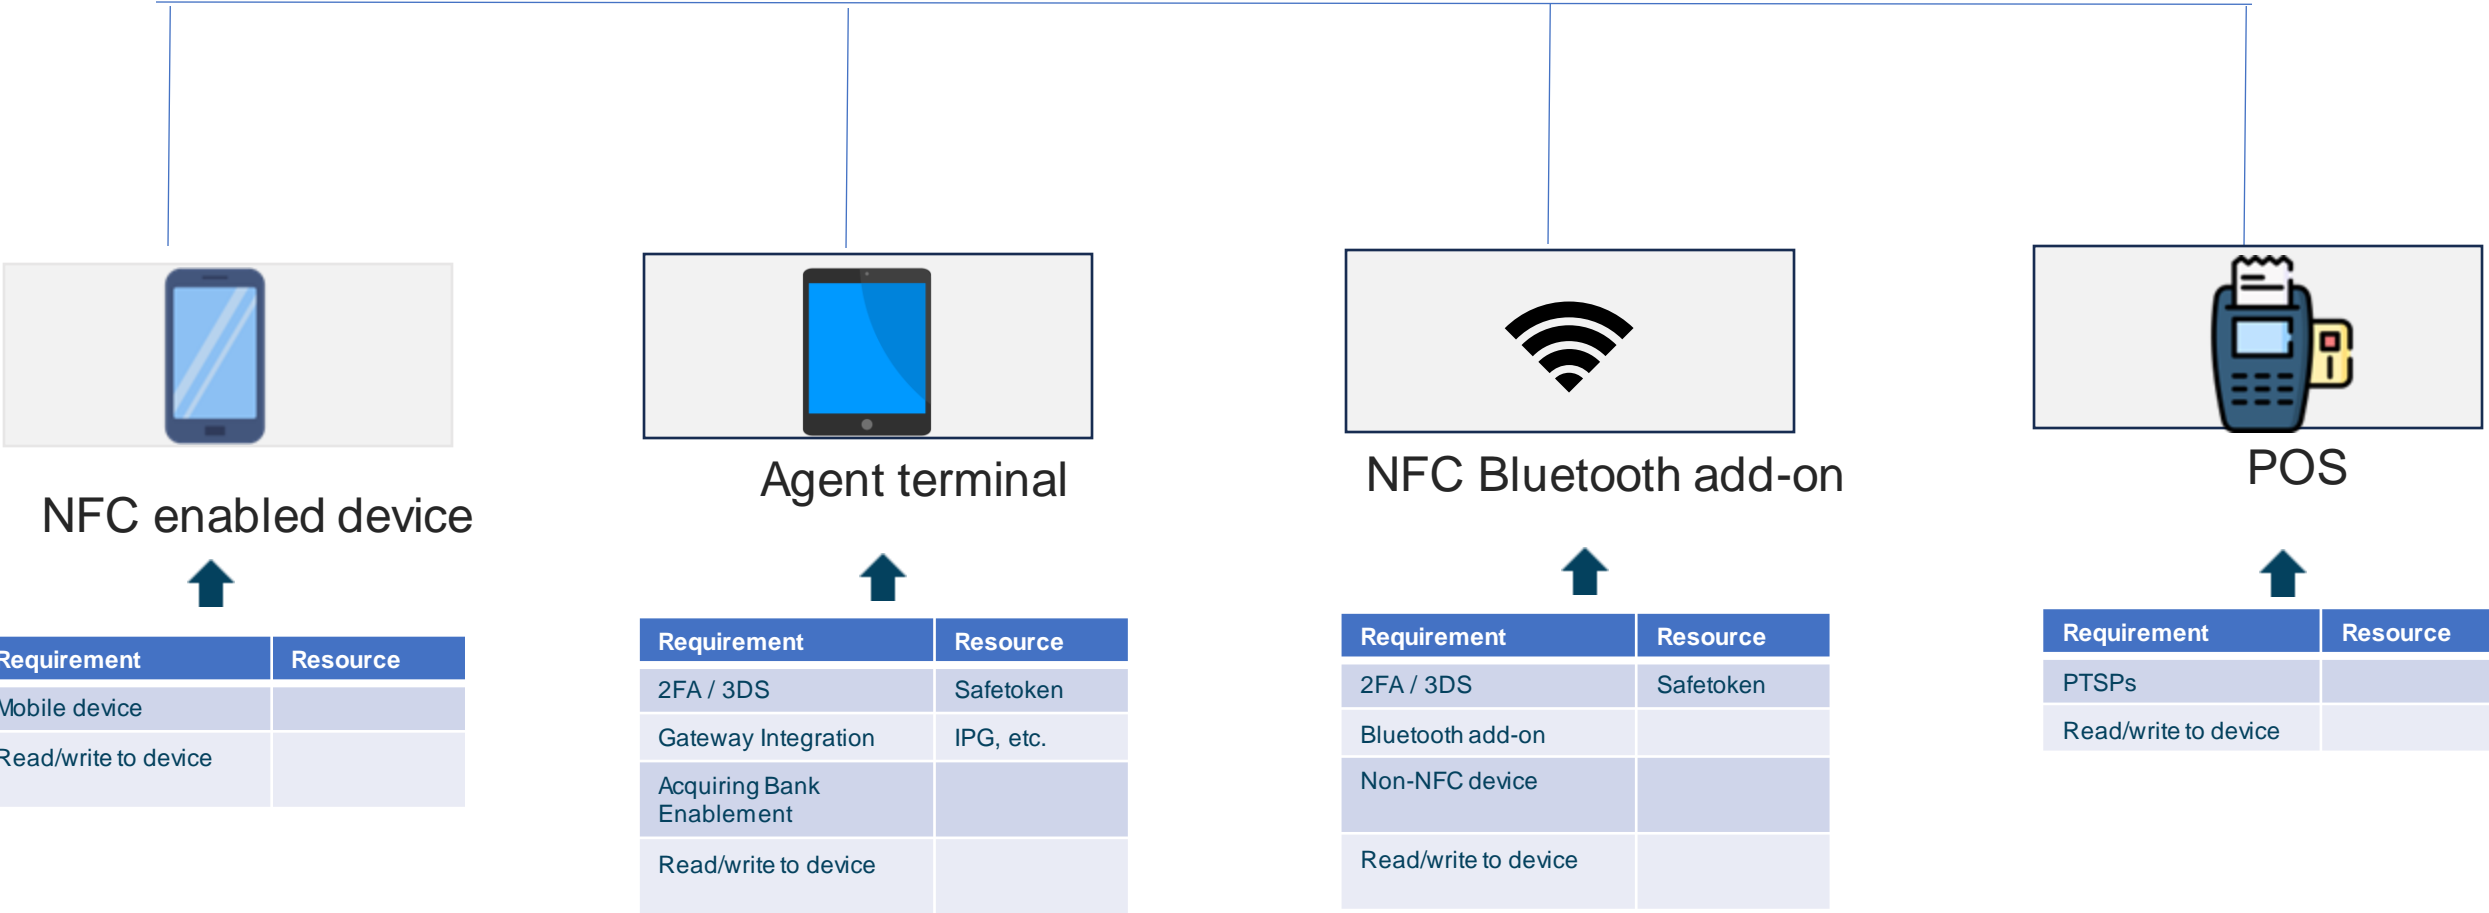 NFC enabled device
Agent terminal
NFC Bluetooth add-on
POS
Requirement Resource
Mobile device
Read/write to device
Requirement Resource
2FA / 3DS Safetoken
Gateway Integration IPG, etc.
Acquiring Bank
Enablement
Read/write to device
Requirement Resource
2FA / 3DS Safetoken
Bluetooth add-on
Non-NFC device
Read/write to device
Requirement Resource
PTSPs
Read/write to device